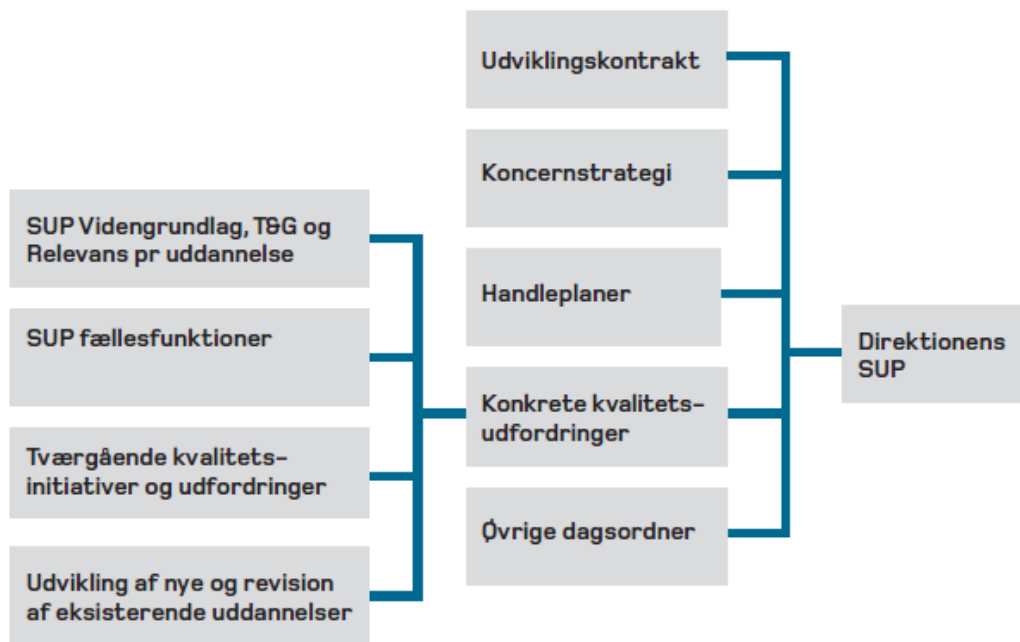 SUP Videngrundlag, T&G og
Relevans pr uddannelse
SUP fællesfunktioner
Tværgående kvalitets-
initiativer og udfordringer
Udvikling af nye og revision
af eksisterende uddannelser
Udviklingskontrakt
Koncernstrategi
Handleplaner
Konkrete kvalitets-
udfordringer
Øvrige dagsordner
Direktionens
SUP